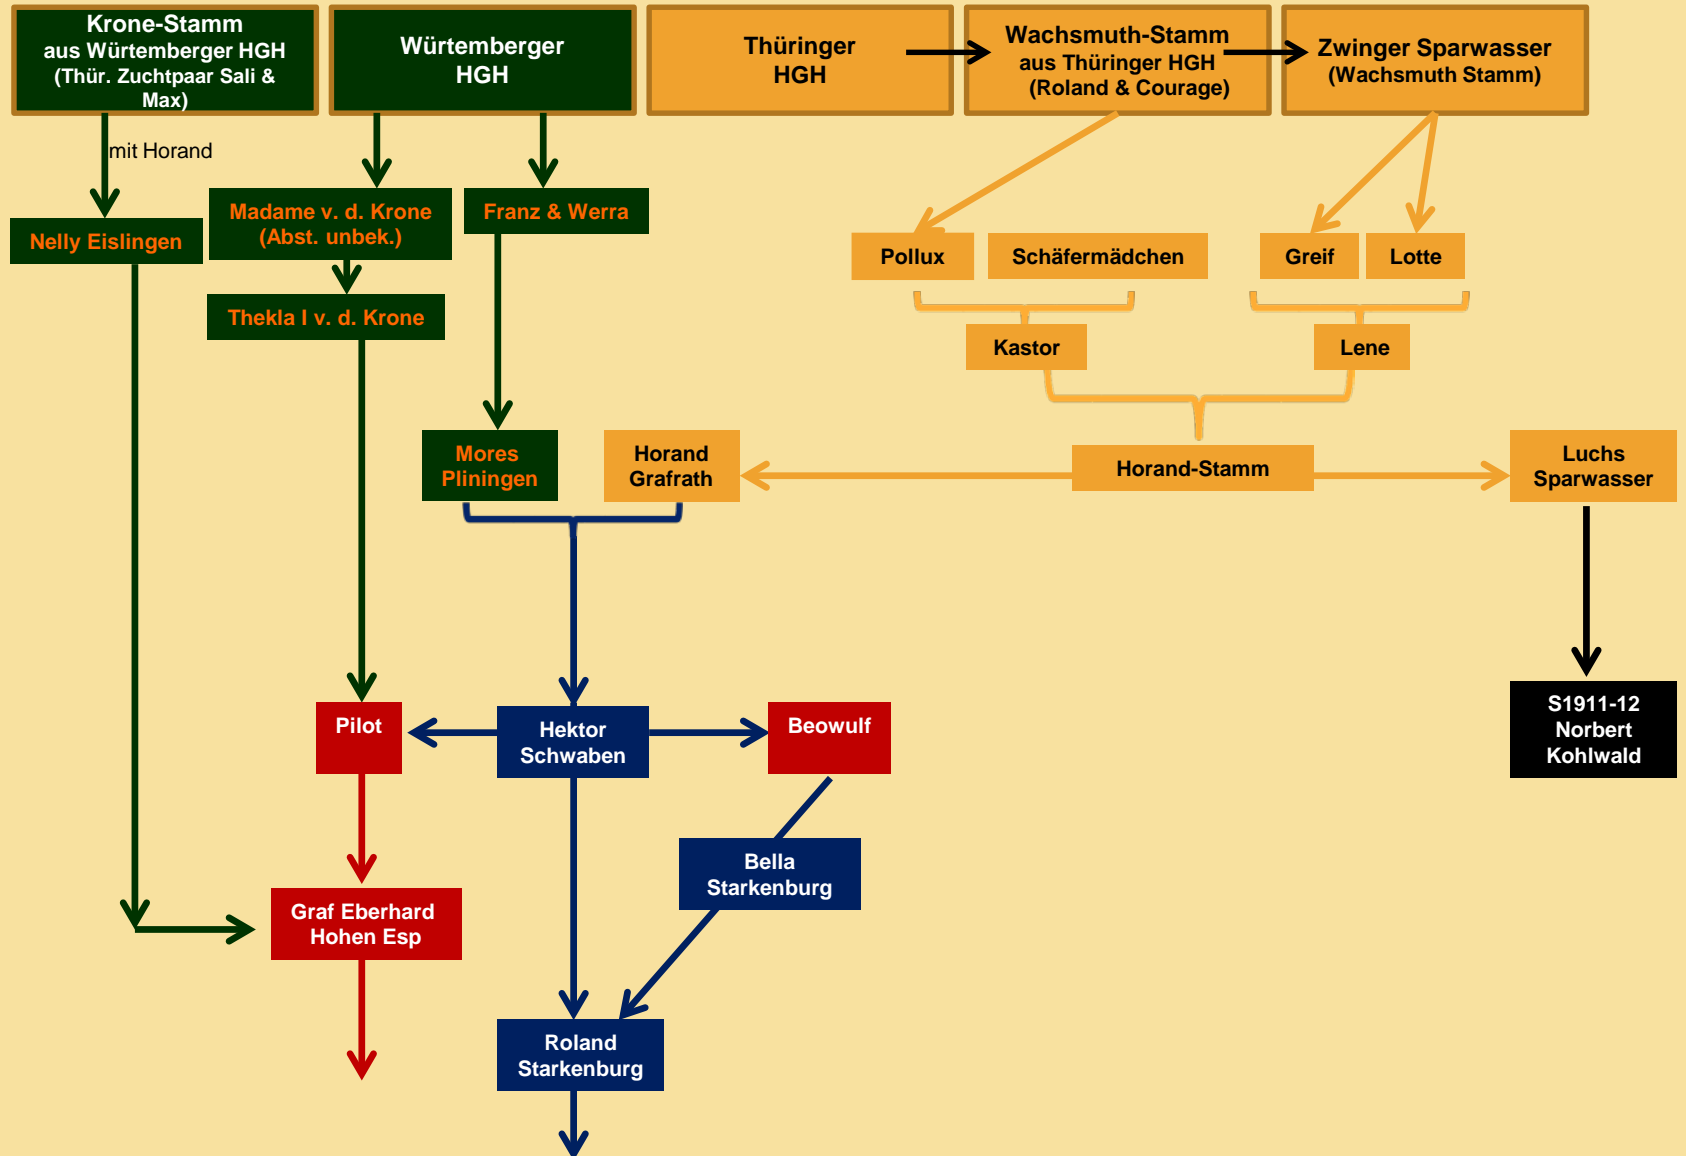 Krone-Stamm
aus Würtemberger HGH
(Thür. Zuchtpaar Sali &
Max)
Würtemberger
HGH
Thüringer
HGH
Wachsmuth-Stamm
aus Thüringer HGH
(Roland & Courage)
Zwinger Sparwasser
(Wachsmuth Stamm)
mit Horand
Nelly Eislingen
Madame v. d. Krone
(Abst. unbek.)
Franz & Werra
Pollux
Schäfermädchen
Greif
Lotte
Thekla I v. d. Krone
Kastor
Lene
Mores
Pliningen
Horand
Grafrath
Horand-Stamm
Luchs
Sparwasser
Pilot
Hektor
Schwaben
Beowulf
S1911-12
Norbert
Kohlwald
Bella
Starkenburg
Graf Eberhard
Hohen Esp
Roland
Starkenburg